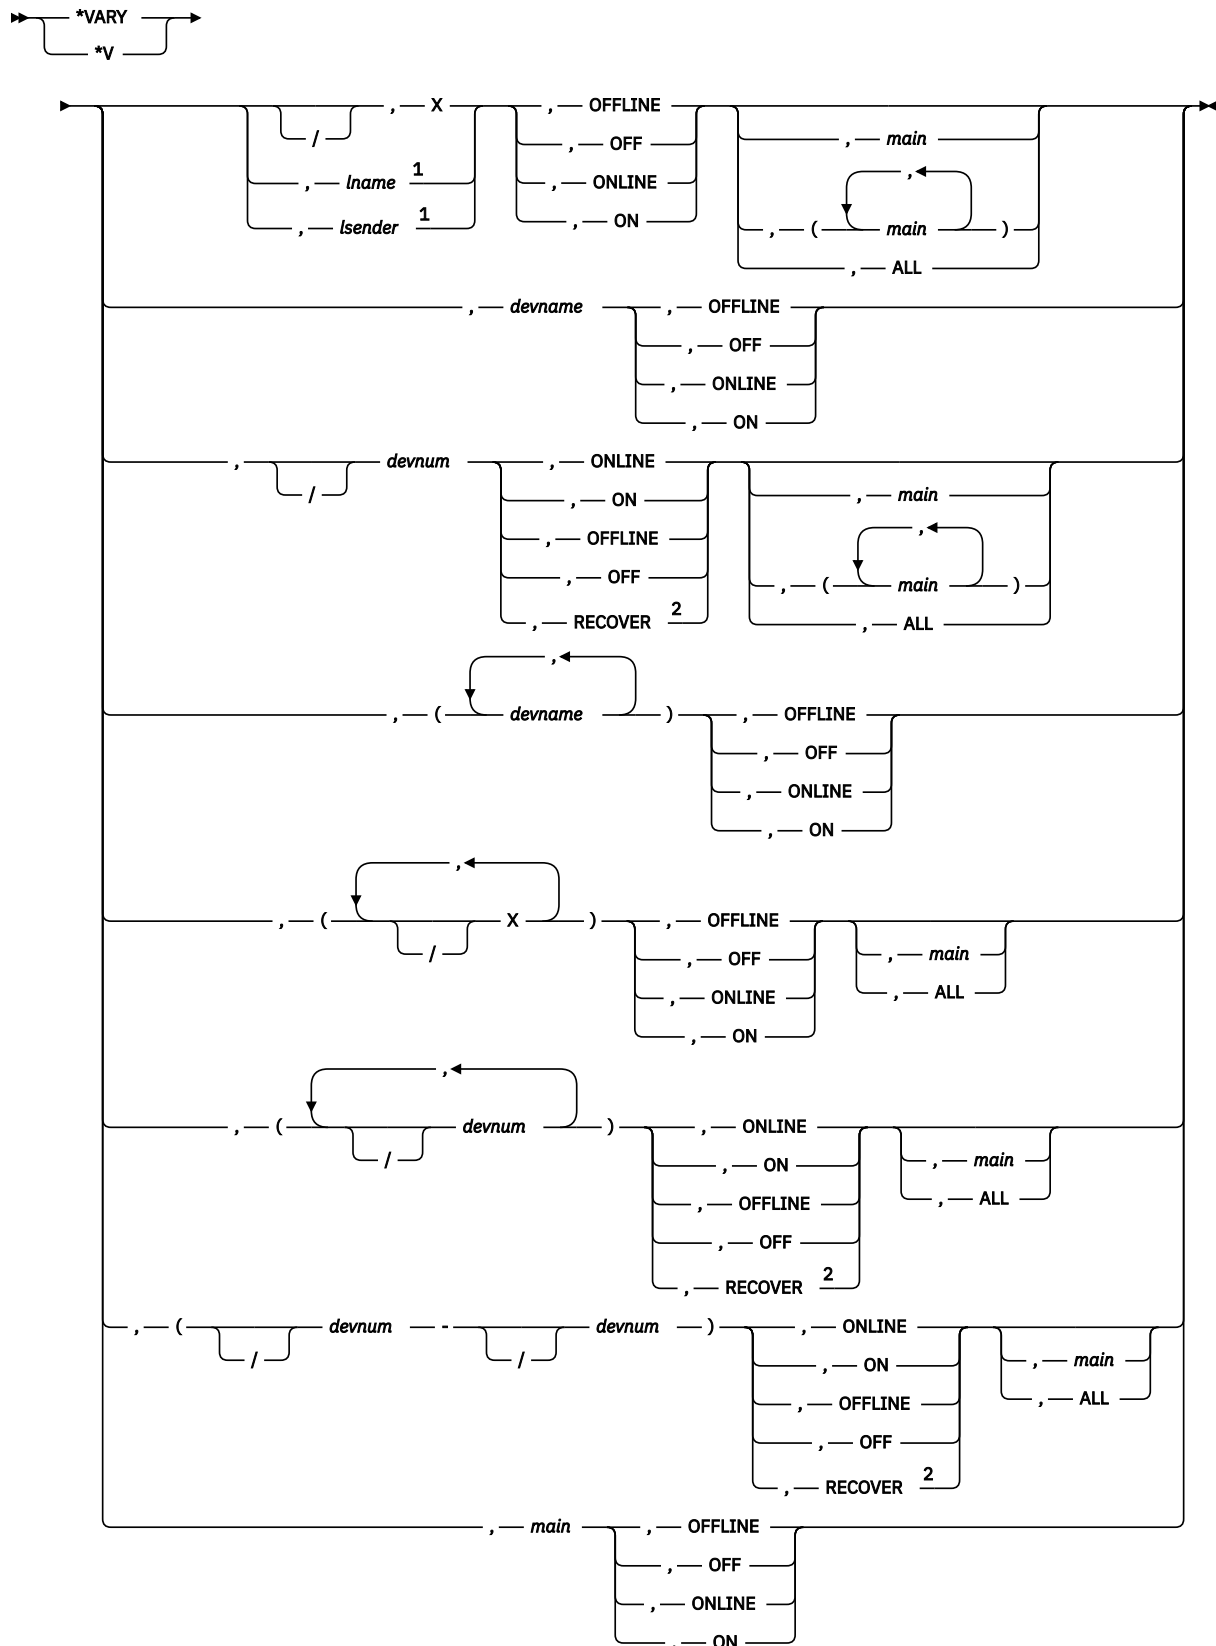 *VARY
*V
/ , X , OFFLINE
, main
, OFF
, lname 1 , ONLINE
,
, lsender 1 , ON
, ( main )
, ALL
, devname , OFFLINE
, OFF
, ONLINE
, ON
, / devnum , ONLINE
, main
, ON
,
, OFFLINE
, OFF
, ( main )
, RECOVER 2
, ALL
,
, ( devname ) , OFFLINE
, OFF
, ONLINE
, ON
,
, ( / X ) , OFFLINE
, main
, OFF
, ALL
, ONLINE
, ON
,
, ( / devnum ) , ONLINE
, main
, ON
, ALL
, OFFLINE
, OFF
, RECOVER 2
, ( / devnum - / devnum ) , ONLINE
, main
, ON
, ALL
, OFFLINE
, OFF
, RECOVER 2
, main , OFFLINE
, OFF
, ONLINE
, ON